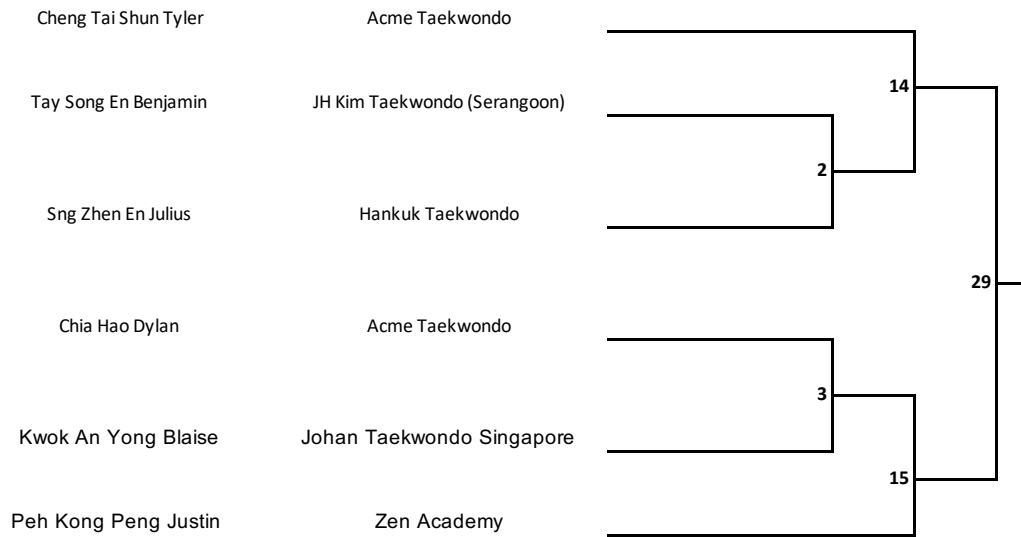 Cheng Tai Shun Tyler Acme Taekwondo
14
Tay Song En Benjamin JH Kim Taekwondo (Serangoon)
2
Sng Zhen En Julius Hankuk Taekwondo
29
Chia Hao Dylan Acme Taekwondo
3
Kwok An Yong Blaise Johan Taekwondo Singapore
15
Peh Kong Peng Justin Zen Academy